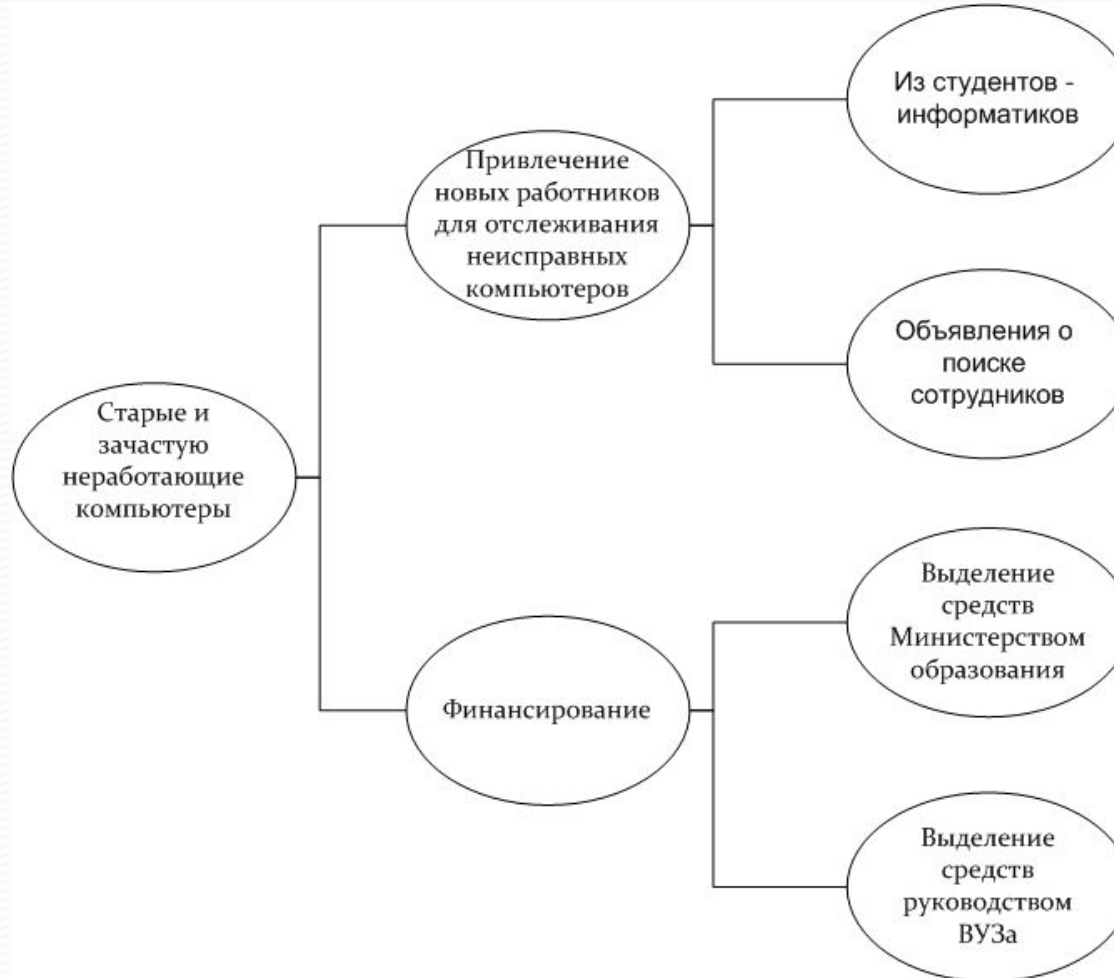 Из студентов -
информатиков
Привлечение
новых работников
для отслеживания
неисправных
компьютеров
Объявления о
поиске
сотрудников
Старые и
зачастую
неработающие
компьютеры
Выделение
средств
Министерством
образования
Финансирование
Выделение
средств
руководством
ВУЗа